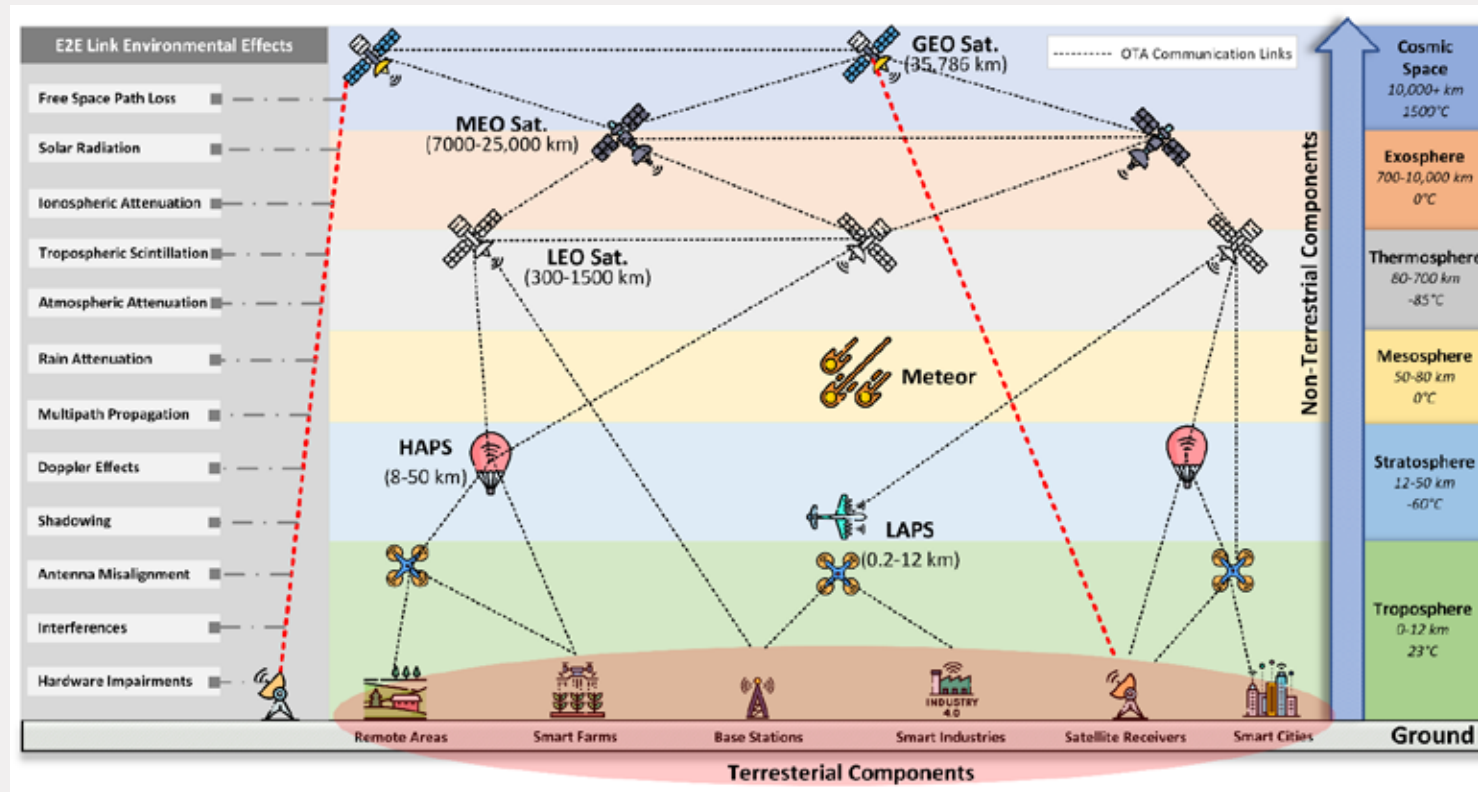 E2E Link Environmental Effects
Free Space Path Loss
Solar Radiation
Ionospheric Attenuation
Tropospheric Scintillation
Atmospheric Attenuation
Rain Attenuation
Multipath Propagation
Doppler Effects
Shadowing
Antenna Misalignment
Interferences
Hardware Impairments
GEO Sat.
(35,786 km)
OTA Communication Links
MEO Sat.
(7000-25,000 km)
LEO Sat.
(300-1500 km)
Meteor
HAPS
(8-50 km)
LAPS
(0.2-12 km)
INDUSTRY
4.0
Remote Areas
Smart Farms
Base Stations
Smart Industries
Satellite Receivers
Smart Cities
Terresterial Components
Non-Terrestrial Components
Cosmic
Space
10,000+ km
1500°C
Exosphere
700-10,000 km
0°C
Thermosphere
80-700 km
-85°C
Mesosphere
50-80 km
0°C
Stratosphere
12-50 km
-60°C
Troposphere
0-12 km
23°C
Ground